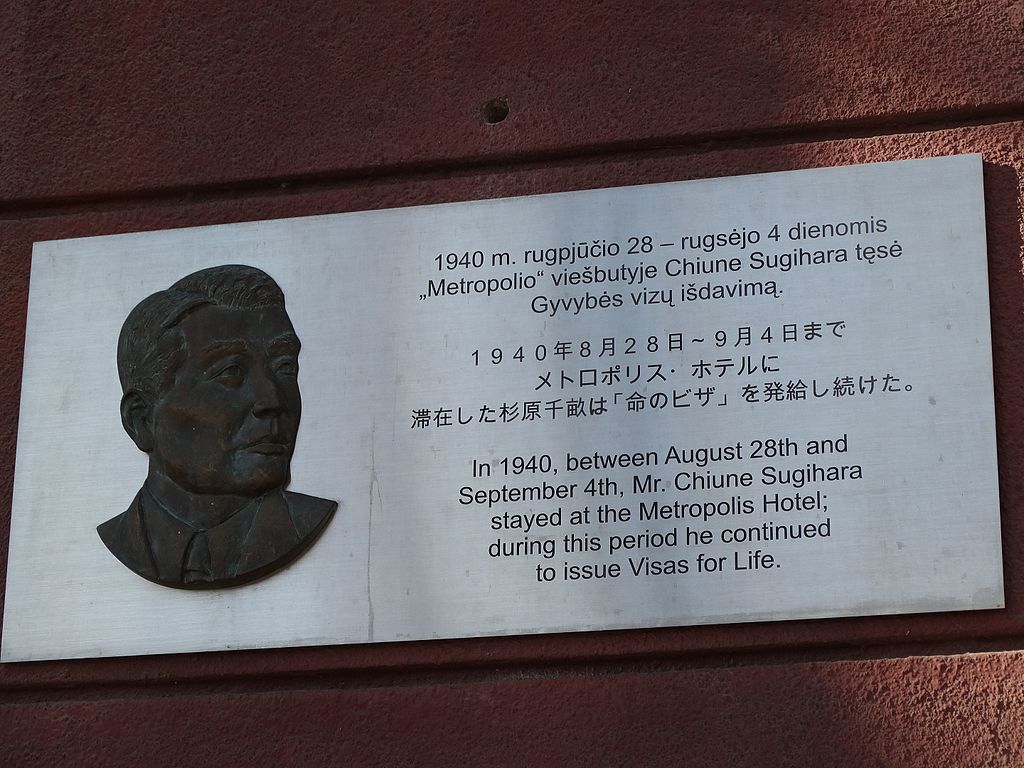 1940 m. rugpjūčio 28 – rugsėjo 4 dienomis
„Metropolio“ viešbutyje Chiune Sugihara tęsė
Gyvybės vizų išdavimą.
１９４０年８月２８日～９月４日まで
メトロポリス・ホテルに
滞在した杉原千畝は「命のビザ」を発給し続けた。
In 1940, between August 28th and
September 4th, Mr. Chiune Sugihara
stayed at the Metropolis Hotel;
during this period he continued
to issue Visas for Life.